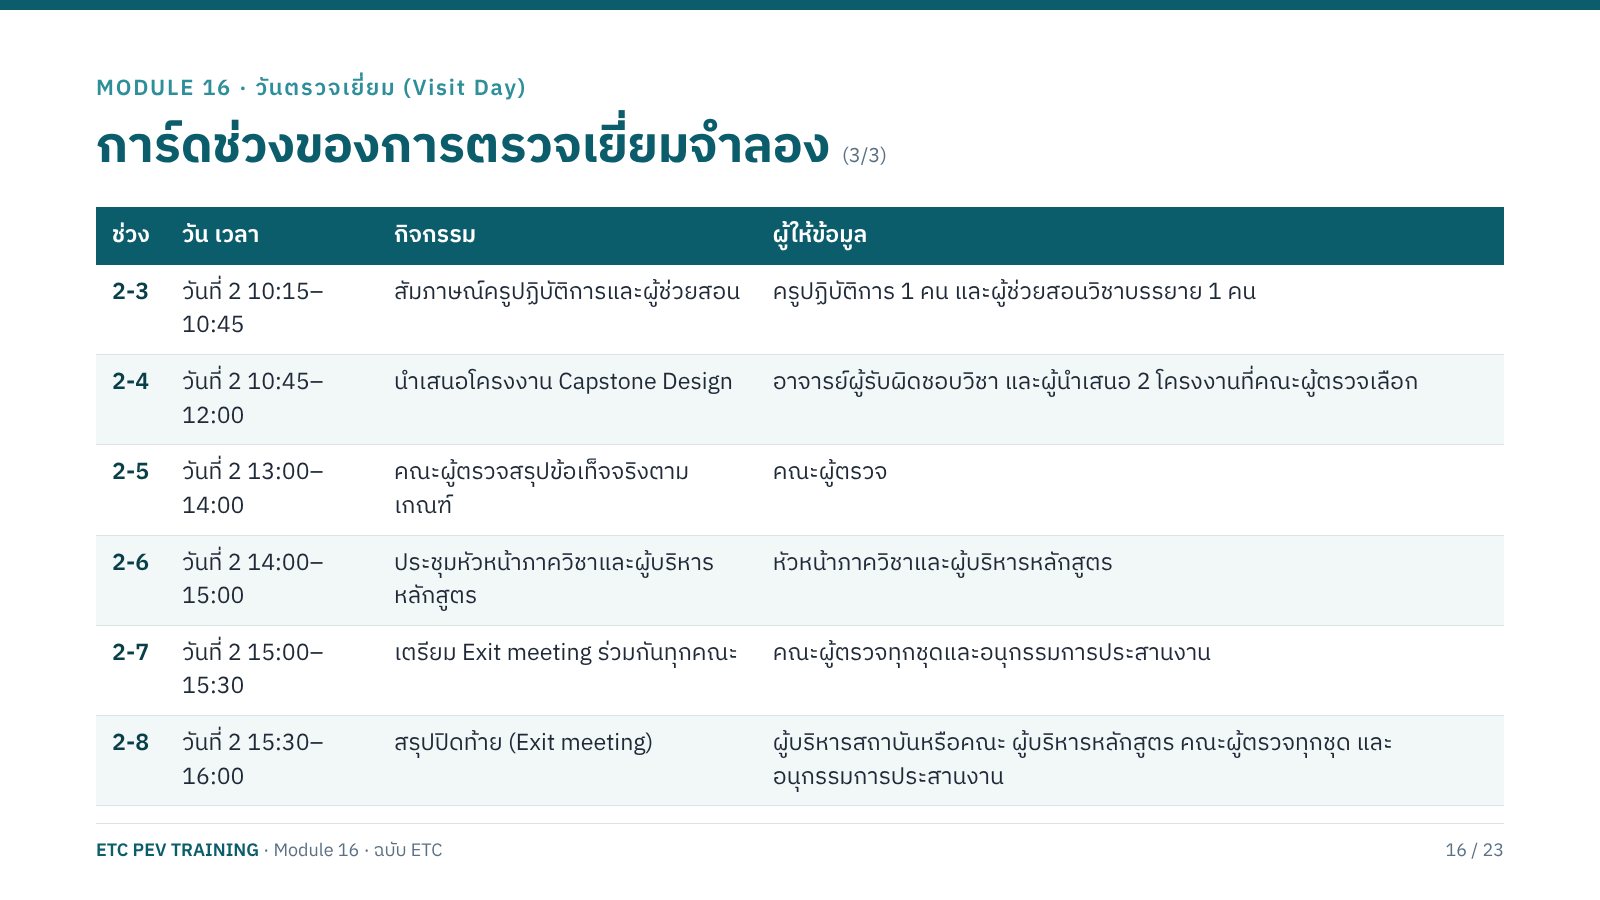 MODULE 16 · วันตรวจเยี่ยม (Visit Day)
การ์ดช่วงของการตรวจเยี่ยมจำลอง (3/3)
ช่วง วัน เวลา กิจกรรม ผู้ให้ข้อมูล
2-3 วันที่ 2 10:15– สัมภาษณ์ครูปฏิบัติการและผู้ช่วยสอน ครูปฏิบัติการ 1 คน และผู้ช่วยสอนวิชาบรรยาย 1 คน
10:45
2-4 วันที่ 2 10:45– นำเสนอโครงงาน Capstone Design อาจารย์ผู้รับผิดชอบวิชา และผู้นำเสนอ 2 โครงงานที่คณะผู้ตรวจเลือก
12:00
2-5 วันที่ 2 13:00– คณะผู้ตรวจสรุปข้อเท็จจริงตาม คณะผู้ตรวจ
14:00 เกณฑ์
2-6 วันที่ 2 14:00– ประชุมหัวหน้าภาควิชาและผู้บริหาร หัวหน้าภาควิชาและผู้บริหารหลักสูตร
15:00 หลักสูตร
2-7 วันที่ 2 15:00– เตรียม Exit meeting ร่วมกันทุกคณะ คณะผู้ตรวจทุกชุดและอนุกรรมการประสานงาน
15:30
2-8 วันที่ 2 15:30– สรุปปิดท้าย (Exit meeting) ผู้บริหารสถาบันหรือคณะ ผู้บริหารหลักสูตร คณะผู้ตรวจทุกชุด และ
16:00 อนุกรรมการประสานงาน
ETC PEV TRAINING · Module 16 · ฉบับ ETC 16 / 23